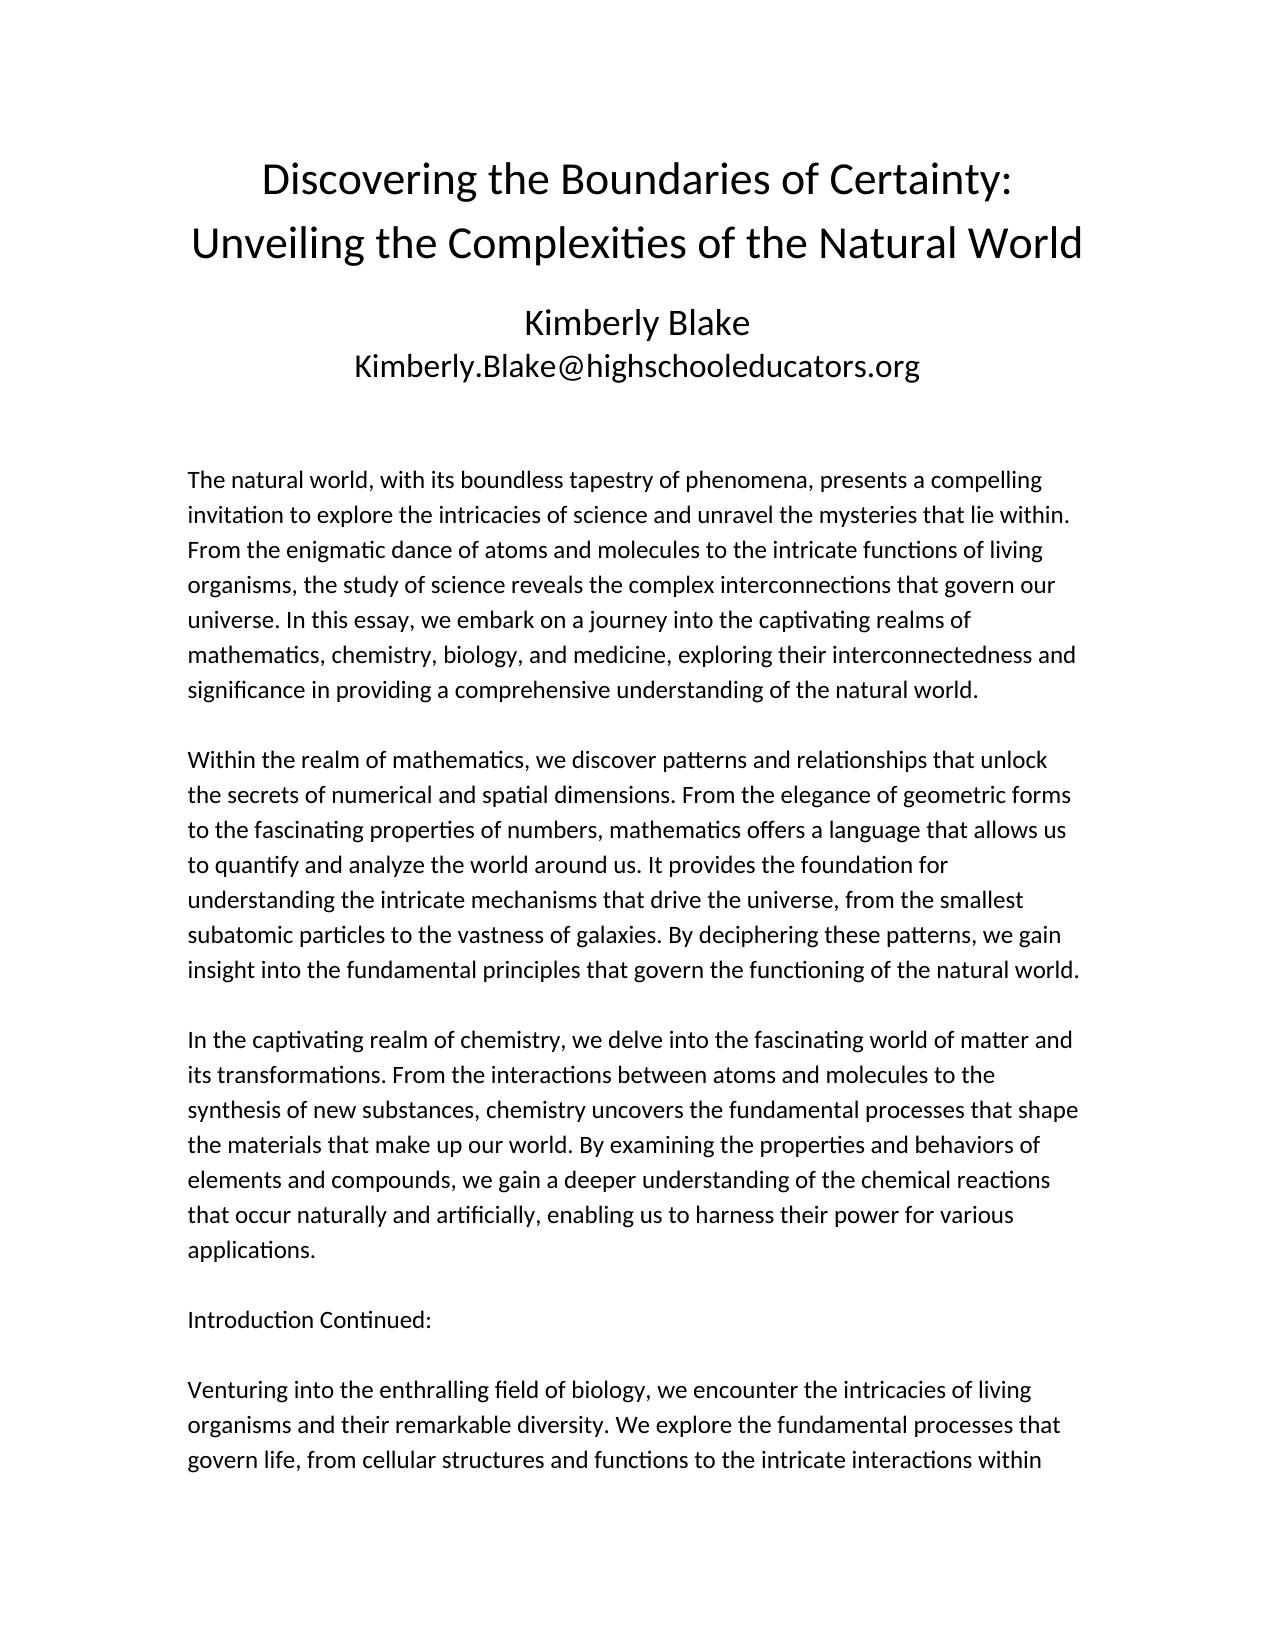 Discovering the Boundaries of Certainty:
Unveiling the Complexities of the Natural World
Kimberly Blake
Kimberly.Blake@highschooleducators.org
The natural world, with its boundless tapestry of phenomena, presents a compelling
invitation to explore the intricacies of science and unravel the mysteries that lie within.
From the enigmatic dance of atoms and molecules to the intricate functions of living
organisms, the study of science reveals the complex interconnections that govern our
universe. In this essay, we embark on a journey into the captivating realms of
mathematics, chemistry, biology, and medicine, exploring their interconnectedness and
significance in providing a comprehensive understanding of the natural world.
Within the realm of mathematics, we discover patterns and relationships that unlock
the secrets of numerical and spatial dimensions. From the elegance of geometric forms
to the fascinating properties of numbers, mathematics offers a language that allows us
to quantify and analyze the world around us. It provides the foundation for
understanding the intricate mechanisms that drive the universe, from the smallest
subatomic particles to the vastness of galaxies. By deciphering these patterns, we gain
insight into the fundamental principles that govern the functioning of the natural world.
In the captivating realm of chemistry, we delve into the fascinating world of matter and
its transformations. From the interactions between atoms and molecules to the
synthesis of new substances, chemistry uncovers the fundamental processes that shape
the materials that make up our world. By examining the properties and behaviors of
elements and compounds, we gain a deeper understanding of the chemical reactions
that occur naturally and artificially, enabling us to harness their power for various
applications.
Introduction Continued:
Venturing into the enthralling field of biology, we encounter the intricacies of living
organisms and their remarkable diversity. We explore the fundamental processes that
govern life, from cellular structures and functions to the intricate interactions within